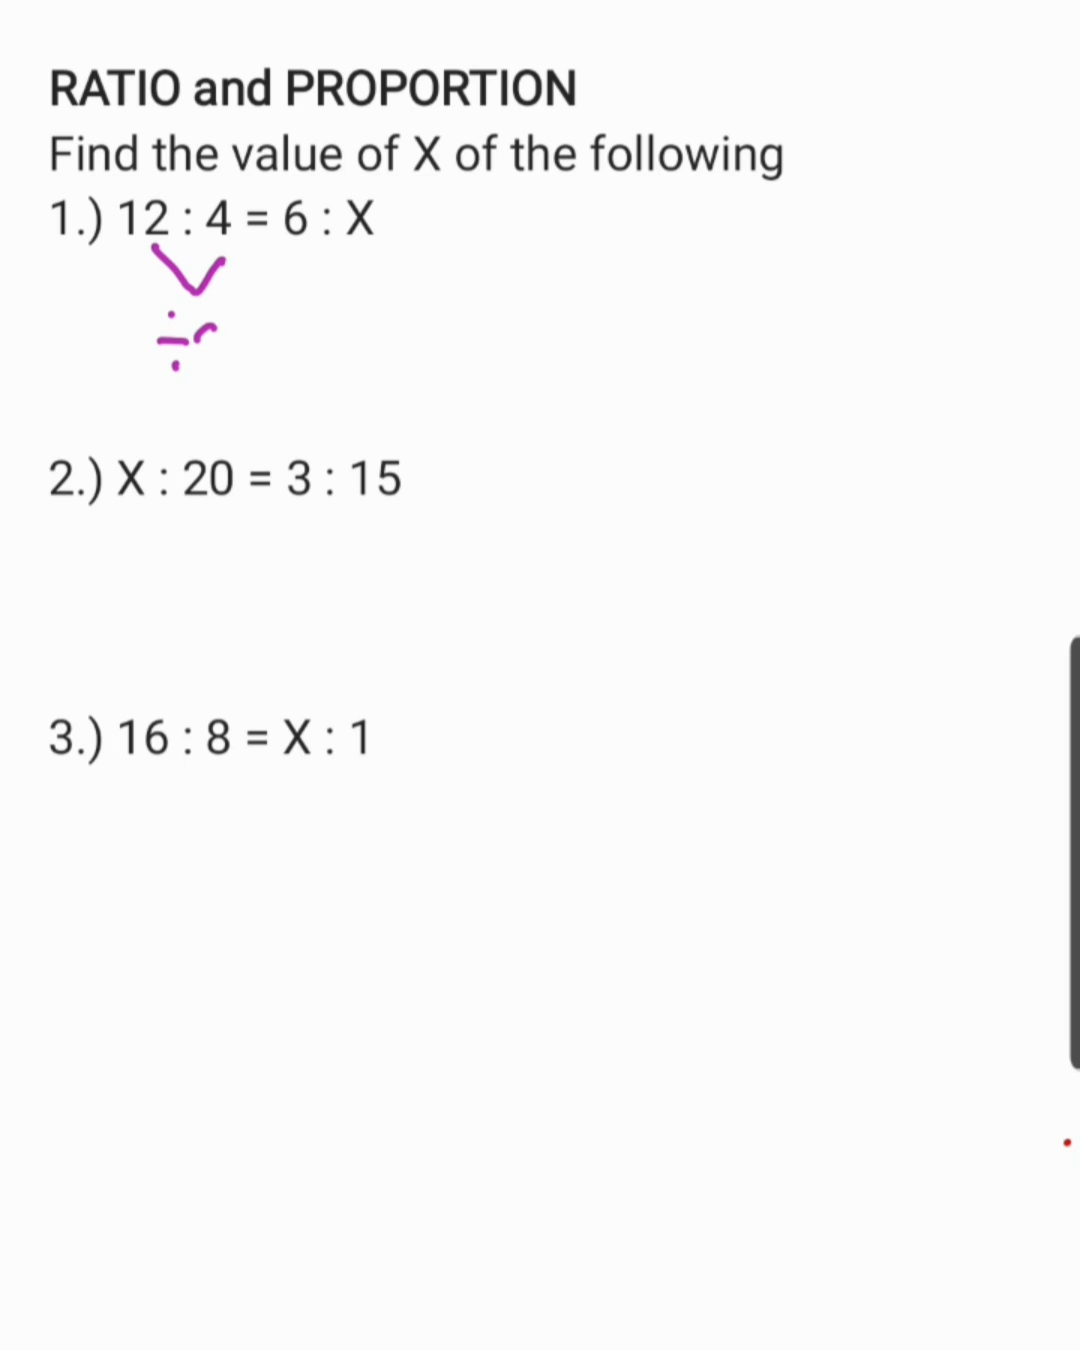 RATIO and PROPORTION
Find the value of X of the following
1.) 12 : 4 = 6 : X
÷
2.) X : 20 = 3 : 15
3.) 16 : 8 = X : 1